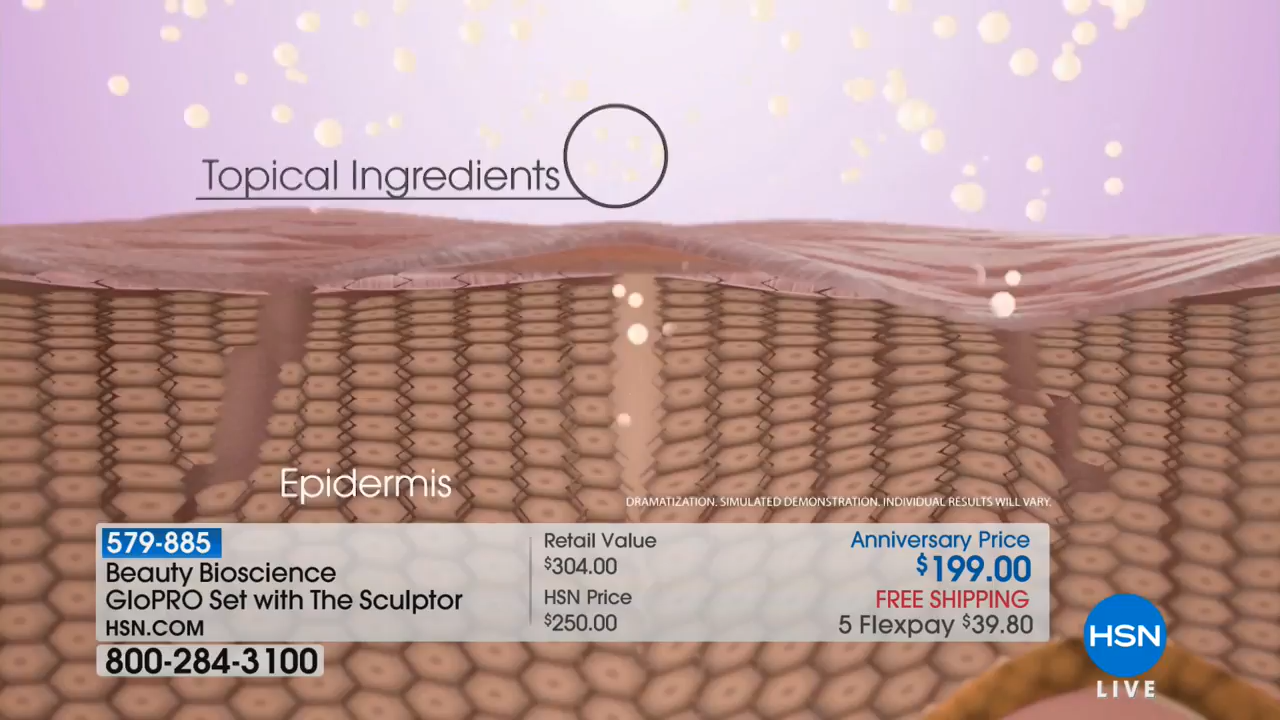 Topical Ingredients
Epidermis
DRAMATIZATION. SIMULATED DEMONSTRATION. INDIVIDUAL RESULTS WILL VARY.
579-885
Beauty Bioscience
GloPRO Set with The Sculptor
HSN.COM
800-284-3100
Retail Value
$304.00
HSN Price
$250.00
Anniversary Price
$199.00
FREE SHIPPING
5 Flexpay $39.80
HSN
LIVE